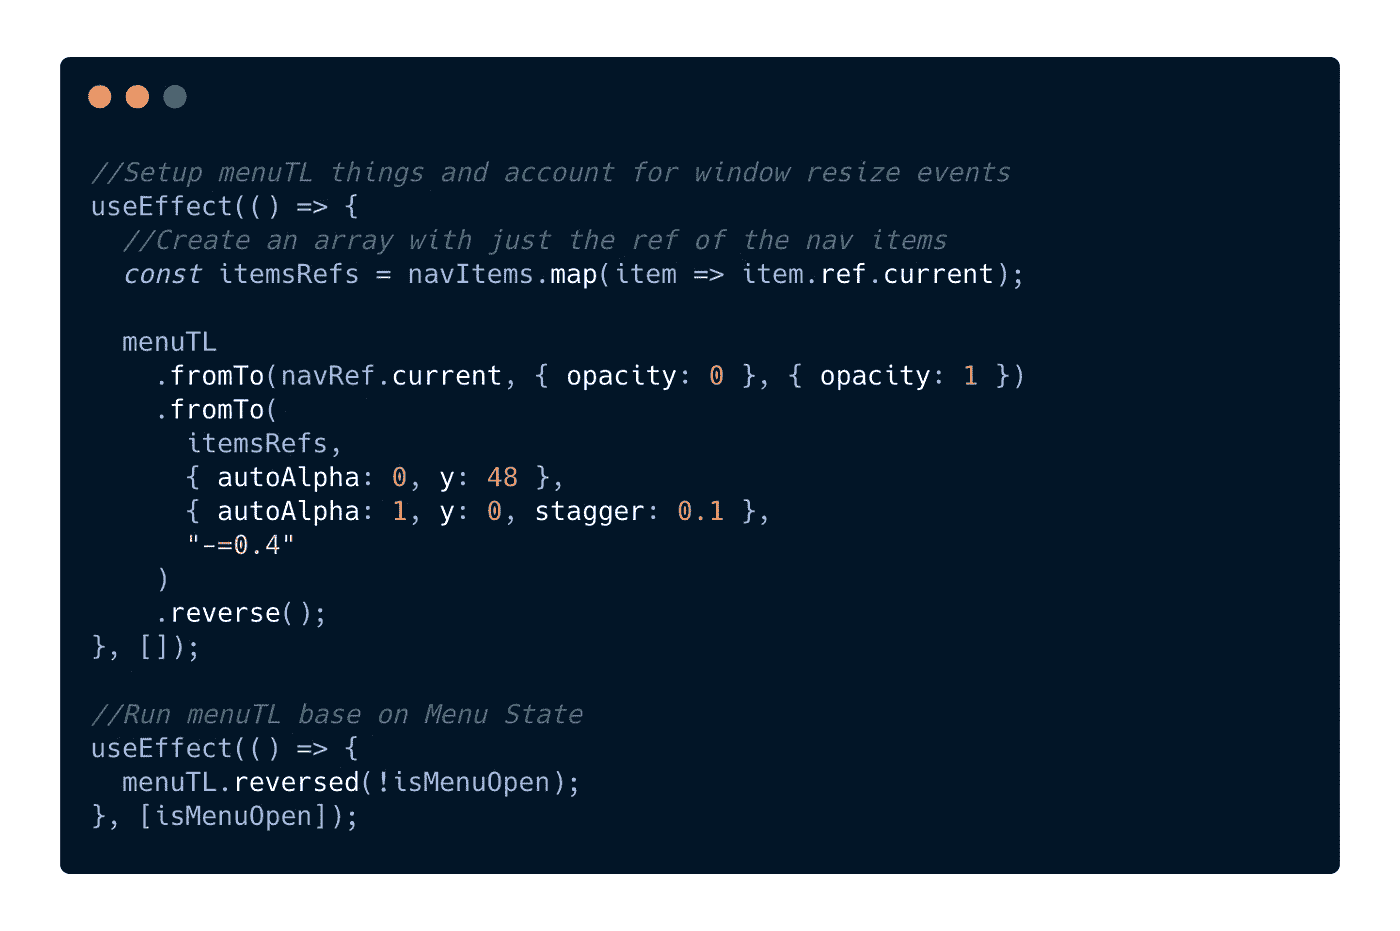 //Setup menuTL things and account for window resize events
useEffect(() => {
  //Create an array with just the ref of the nav items
  const itemsRefs = navItems.map(item => item.ref.current);

  menuTL
    .fromTo(navRef.current, { opacity: 0 }, { opacity: 1 })
    .fromTo(
      itemsRefs,
      { autoAlpha: 0, y: 48 },
      { autoAlpha: 1, y: 0, stagger: 0.1 },
      "-=0.4"
    )
    .reverse();
}, []);

//Run menuTL base on Menu State
useEffect(() => {
  menuTL.reversed(!isMenuOpen);
}, [isMenuOpen]);